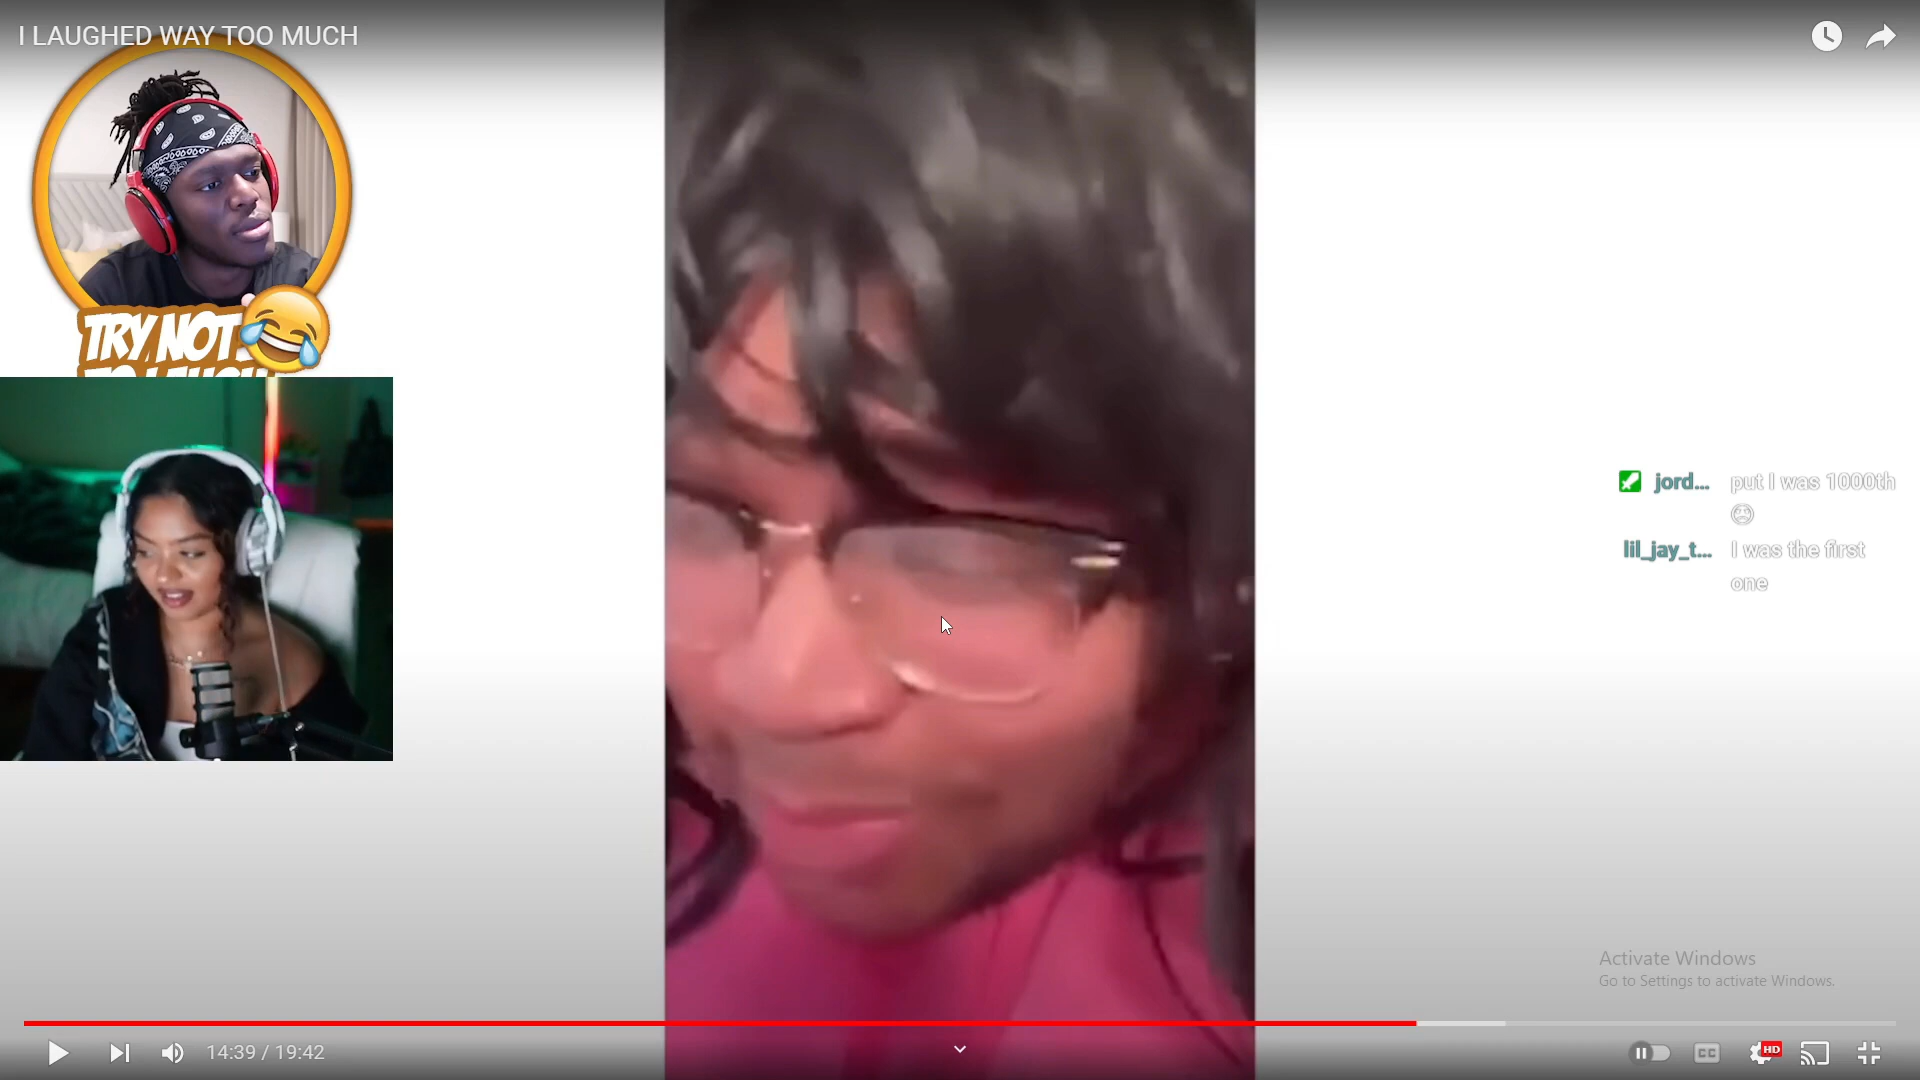 I LAUGHED WAY TOO MUCH
TRY NOT
jord... put I was 1000th
lil_jay_t... I was the first
one
Activate Windows
Go to Settings to activate Windows.
14:39 / 19:42
CC
HD